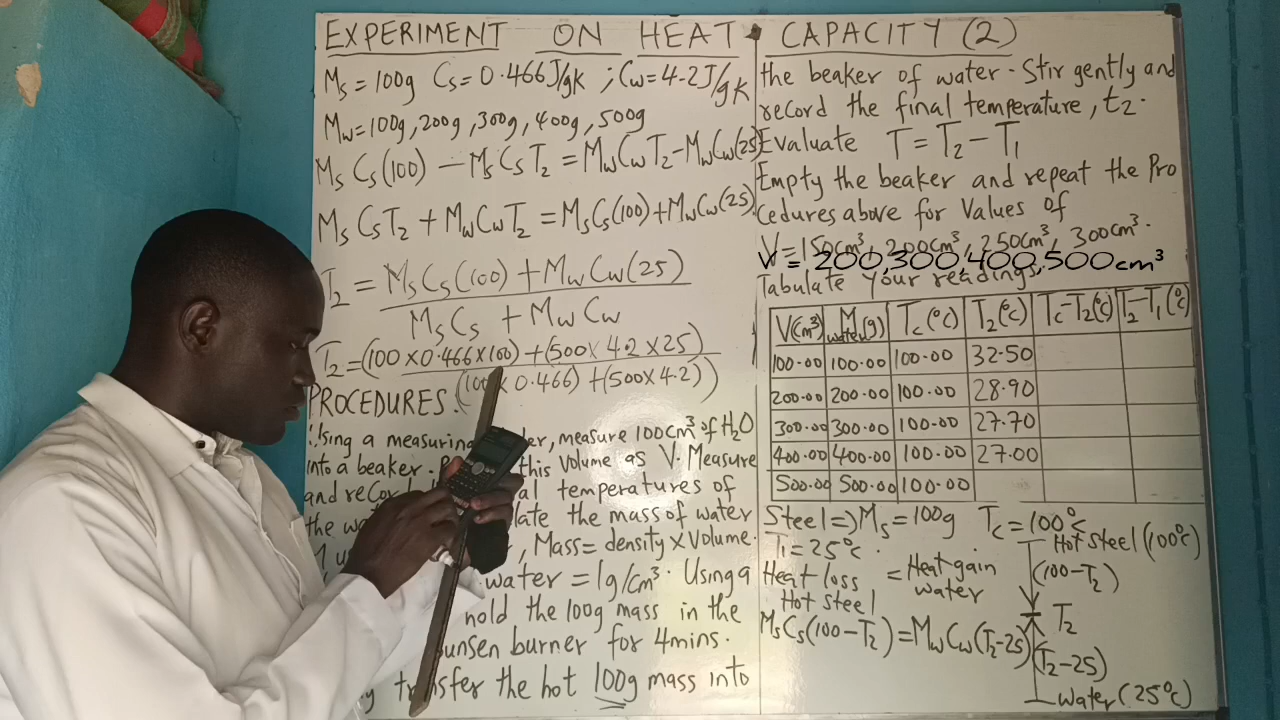 EXPERIMENT ON HEAT CAPACITY (2)
Ms = 100g Cs = 0.466J/gK ; Cw = 4.2J/gK
Mw = 100g, 200g, 300g, 400g, 500g
MsCs(100) - MsCsT2 = MwCwT2 - MwCw(25)
MsCsT2 + MwCwT2 = MsCs(100) + MwCw(25)
T2 = MsCs(100) + MwCw(25)
MsCs + MwCw
T2 = (100 × 0.466 × 100) + (500 × 4.2 × 25)
(100 × 0.466) + (500 × 4.2))
PROCEDURES.
Using a measuring er, measure 100cm³ of H2O
into a beaker. this volume as V. Measure
and record al temperatures of
the late the mass of water
M , Mass = density × Volume.
water = 1g/cm³. Using a
hold the 100g mass in the
unsen burner for 4mins.
transfer the hot 100g mass into
the beaker of water. Stir gently and
record the final temperature, t2.
Evaluate T = T2 - T1
Empty the beaker and repeat the Pro
cedures above for Values of
V = 150cm³, 200cm³, 250cm³, 300cm³.
V = 200,300,400,500cm³
Tabulate your readings
V(cm³) Mwater(g) Tc(°C) T2(°C) Tc-T2(°C) T2-T1(°C)
100.00 100.00 100.00 32.50
200.00 200.00 100.00 28.90
300.00 300.00 100.00 27.70
400.00 400.00 100.00 27.00
500.00 500.00 100.00
Steel => Ms = 100g Tc = 100°C
T1 = 25°C.
Hot Steel (100°C)
Heat loss = Heat gain
Hot Steel water
(100-T2)
T2
MsCs(100-T2) = MwCw(T2-25)
(T2-25)
Water (25°C)